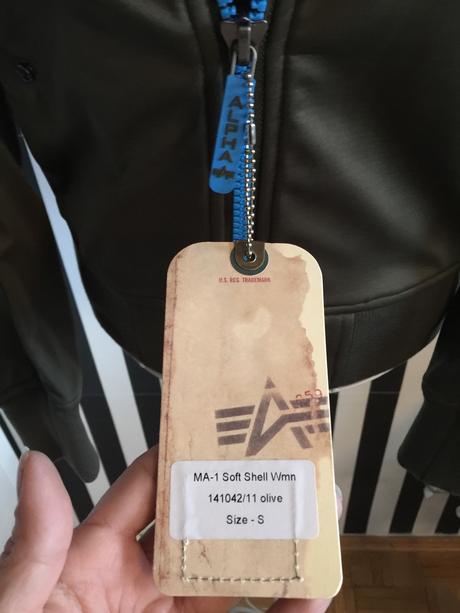 ALPHA
U.S. REG. TRADEMARK
MA-1 Soft Shell Wmn
141042/11 olive
Size - S